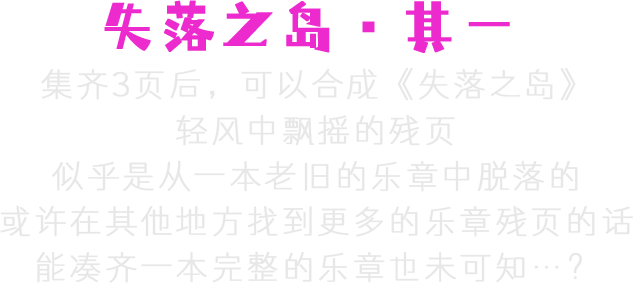 失落之岛·其一
集齐3页后，可以合成《失落之岛》
轻风中飘摇的残页
似乎是从一本老旧的乐章中脱落的
或许在其他地方找到更多的乐章残页的话
能凑齐一本完整的乐章也未可知…？